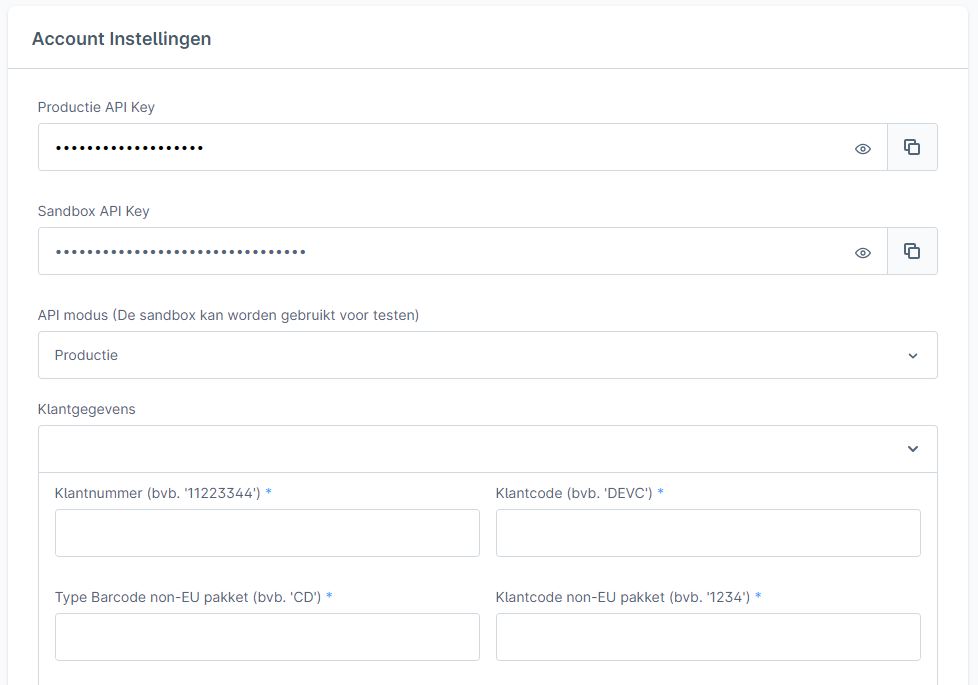 Account Instellingen
Productie API Key
•••••••••••••••••••
Sandbox API Key
••••••••••••••••••••••••••••••••
API modus (De sandbox kan worden gebruikt voor testen)
Productie
Klantgegevens
Klantnummer (bvb. '11223344') *
Klantcode (bvb. 'DEVC') *
Type Barcode non-EU pakket (bvb. 'CD') *
Klantcode non-EU pakket (bvb. '1234') *